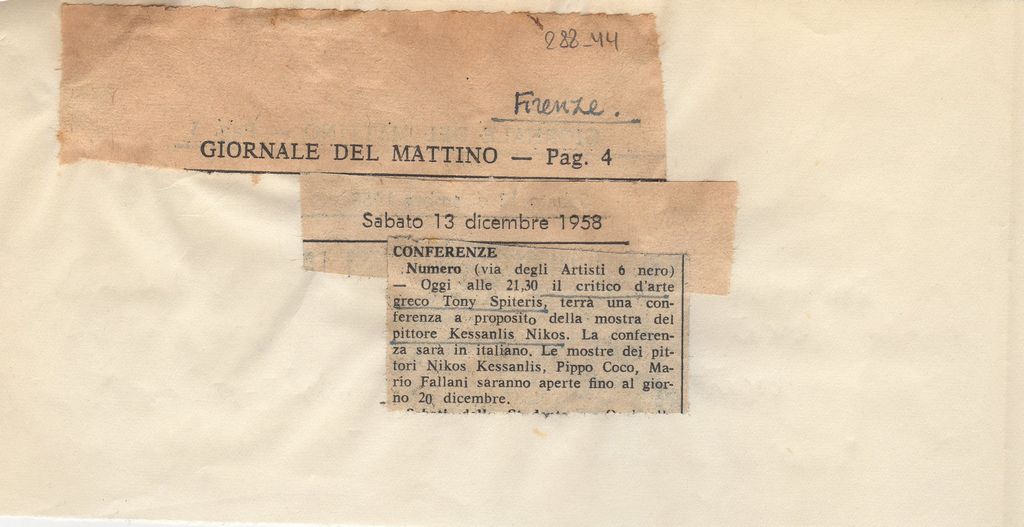 288-44
Firenze.
GIORNALE DEL MATTINO — Pag. 4
Sabato 13 dicembre 1958
CONFERENZE
Numero (via degli Artisti 6 nero)
— Oggi alle 21,30 il critico d'arte
greco Tony Spiteris, terrà una con-
ferenza a proposito della mostra del
pittore Kessanlis Nikos. La conferen-
za sarà in italiano. Le mostre dei pit-
tori Nikos Kessanlis, Pippo Coco, Ma-
rio Fallani saranno aperte fino al gior-
no 20 dicembre.